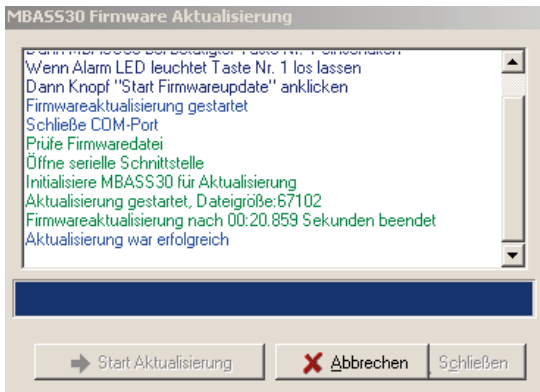 MBASS30 Firmware Aktualisierung
Wenn Alarm LED leuchtet Taste Nr. 1 los lassen
Dann Knopf "Start Firmwareupdate" anklicken
Firmwareaktualisierung gestartet
Schließe COM-Port
Prüfe Firmwaredatei
Öffne serielle Schnittstelle
Initialisiere MBASS30 für Aktualisierung
Aktualisierung gestartet, Dateigröße:67102
Firmwareaktualisierung nach 00:20.859 Sekunden beendet
Aktualisierung war erfolgreich
Start Aktualisierung
Abbrechen
Schließen